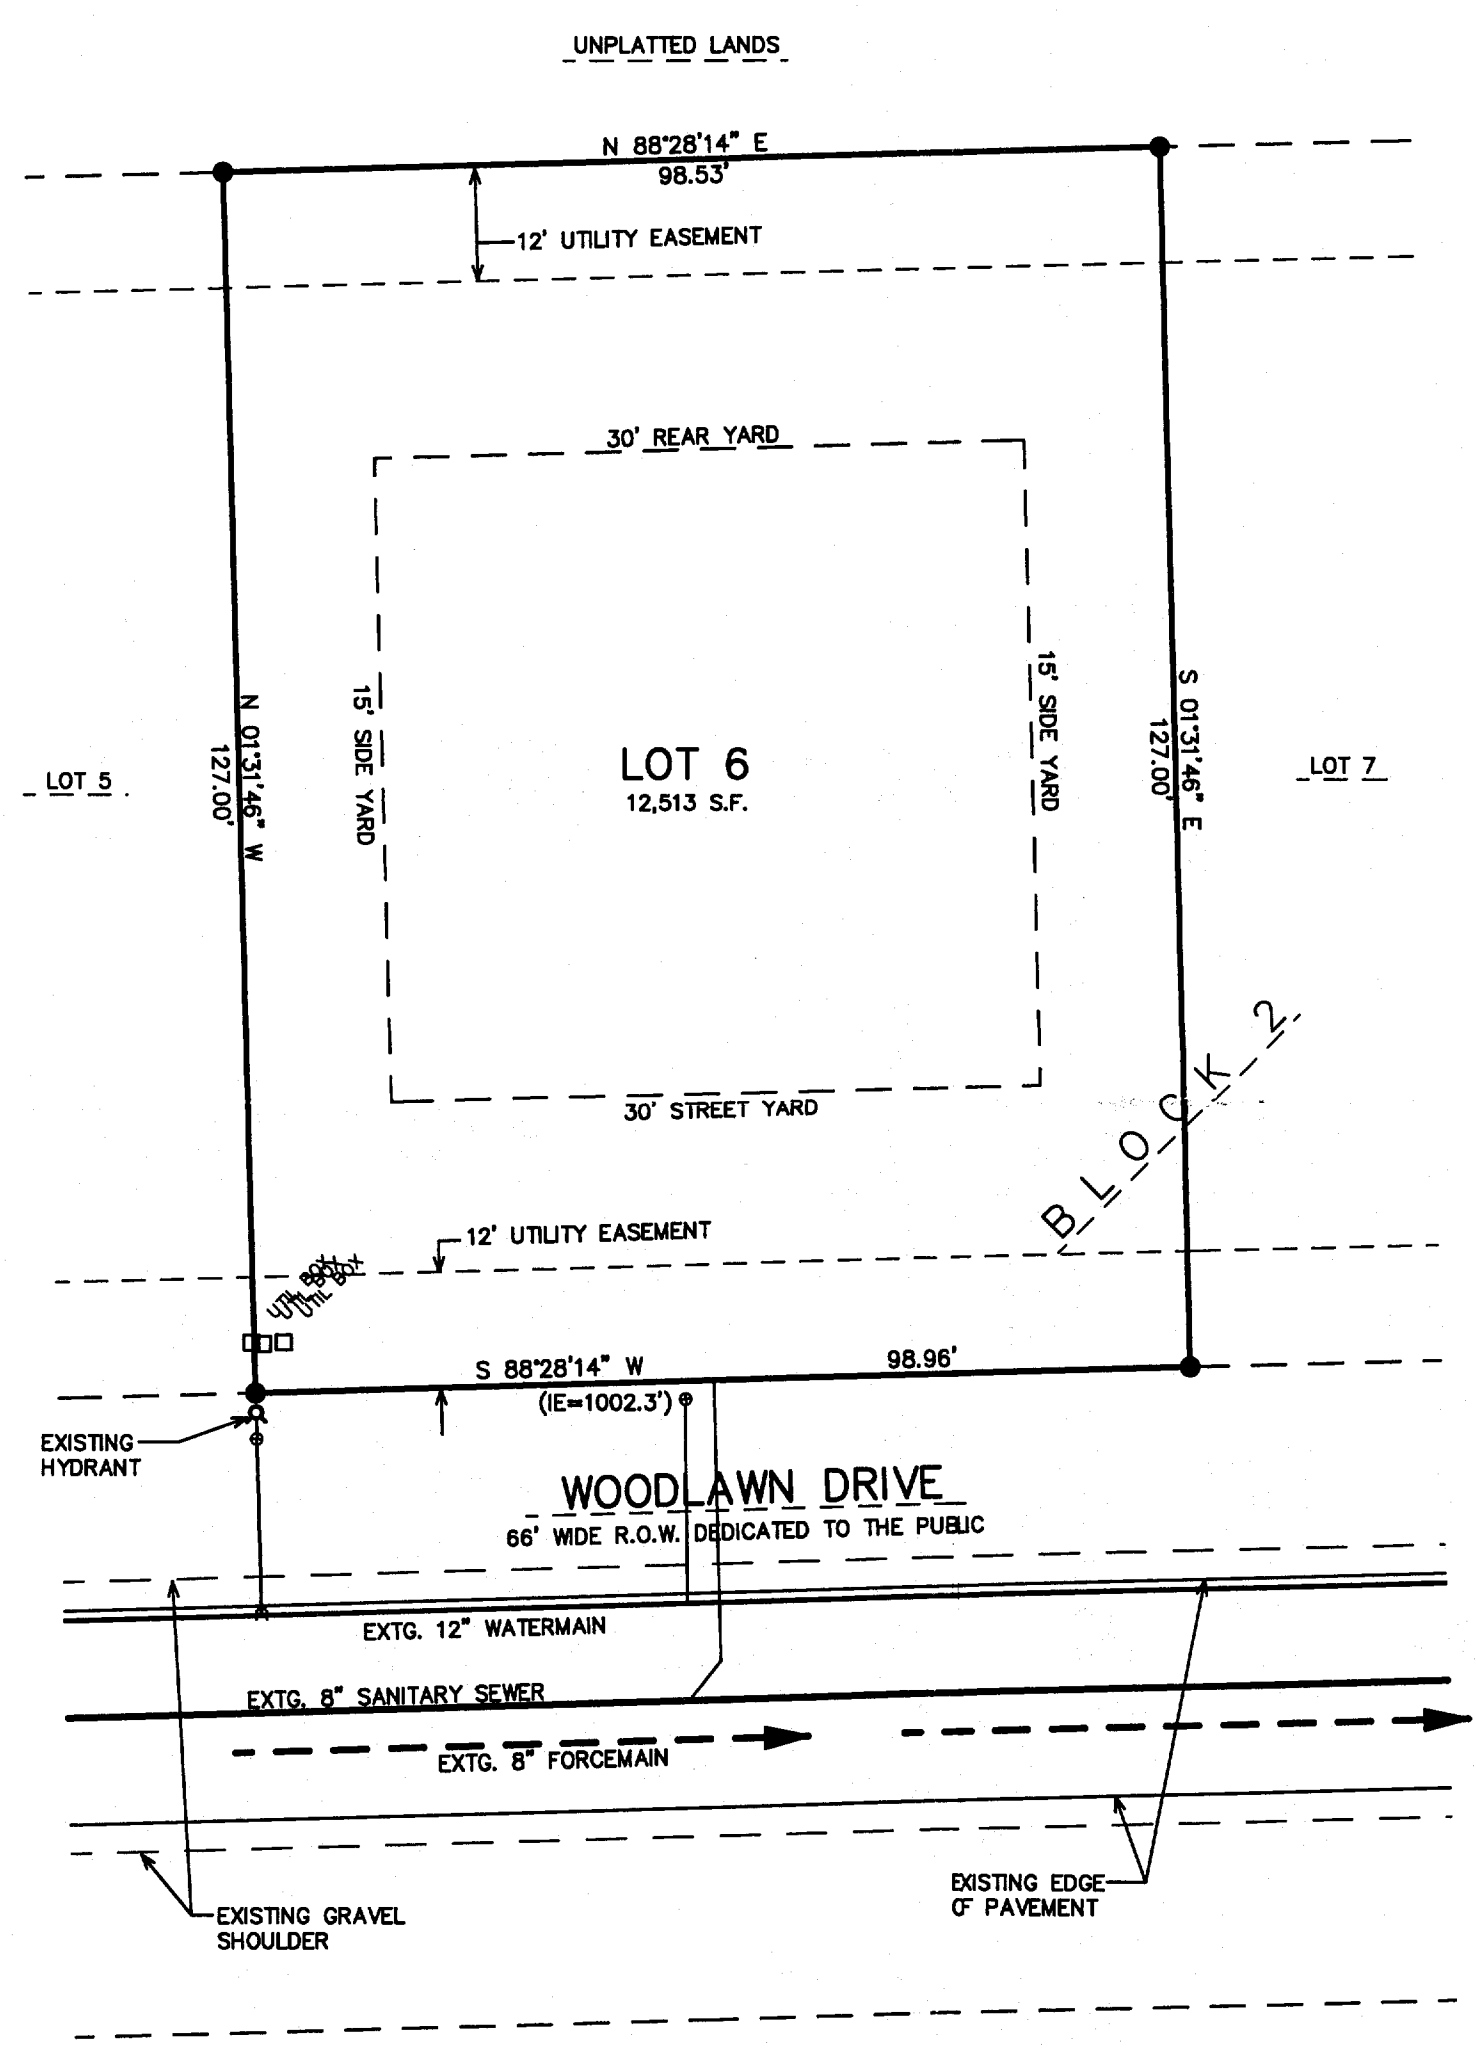 UNPLATTED LANDS
N 88°28'14" E
98.53'
12' UTILITY EASEMENT
30' REAR YARD
15' SIDE YARD
15' SIDE YARD
N 01°31'46" W
127.00'
S 01°31'46" E
127.00'
LOT 5
LOT 6
12,513 S.F.
LOT 7
30' STREET YARD
BLOCK 2
12' UTILITY EASEMENT
UTIL BOX
UTIL BOX
UTIL BOX
S 88°28'14" W
98.96'
(IE=1002.3')
EXISTING
HYDRANT
WOODLAWN DRIVE
66' WIDE R.O.W. DEDICATED TO THE PUBLIC
EXTG. 12" WATERMAIN
EXTG. 8" SANITARY SEWER
EXTG. 8" FORCEMAIN
EXISTING EDGE
OF PAVEMENT
EXISTING GRAVEL
SHOULDER